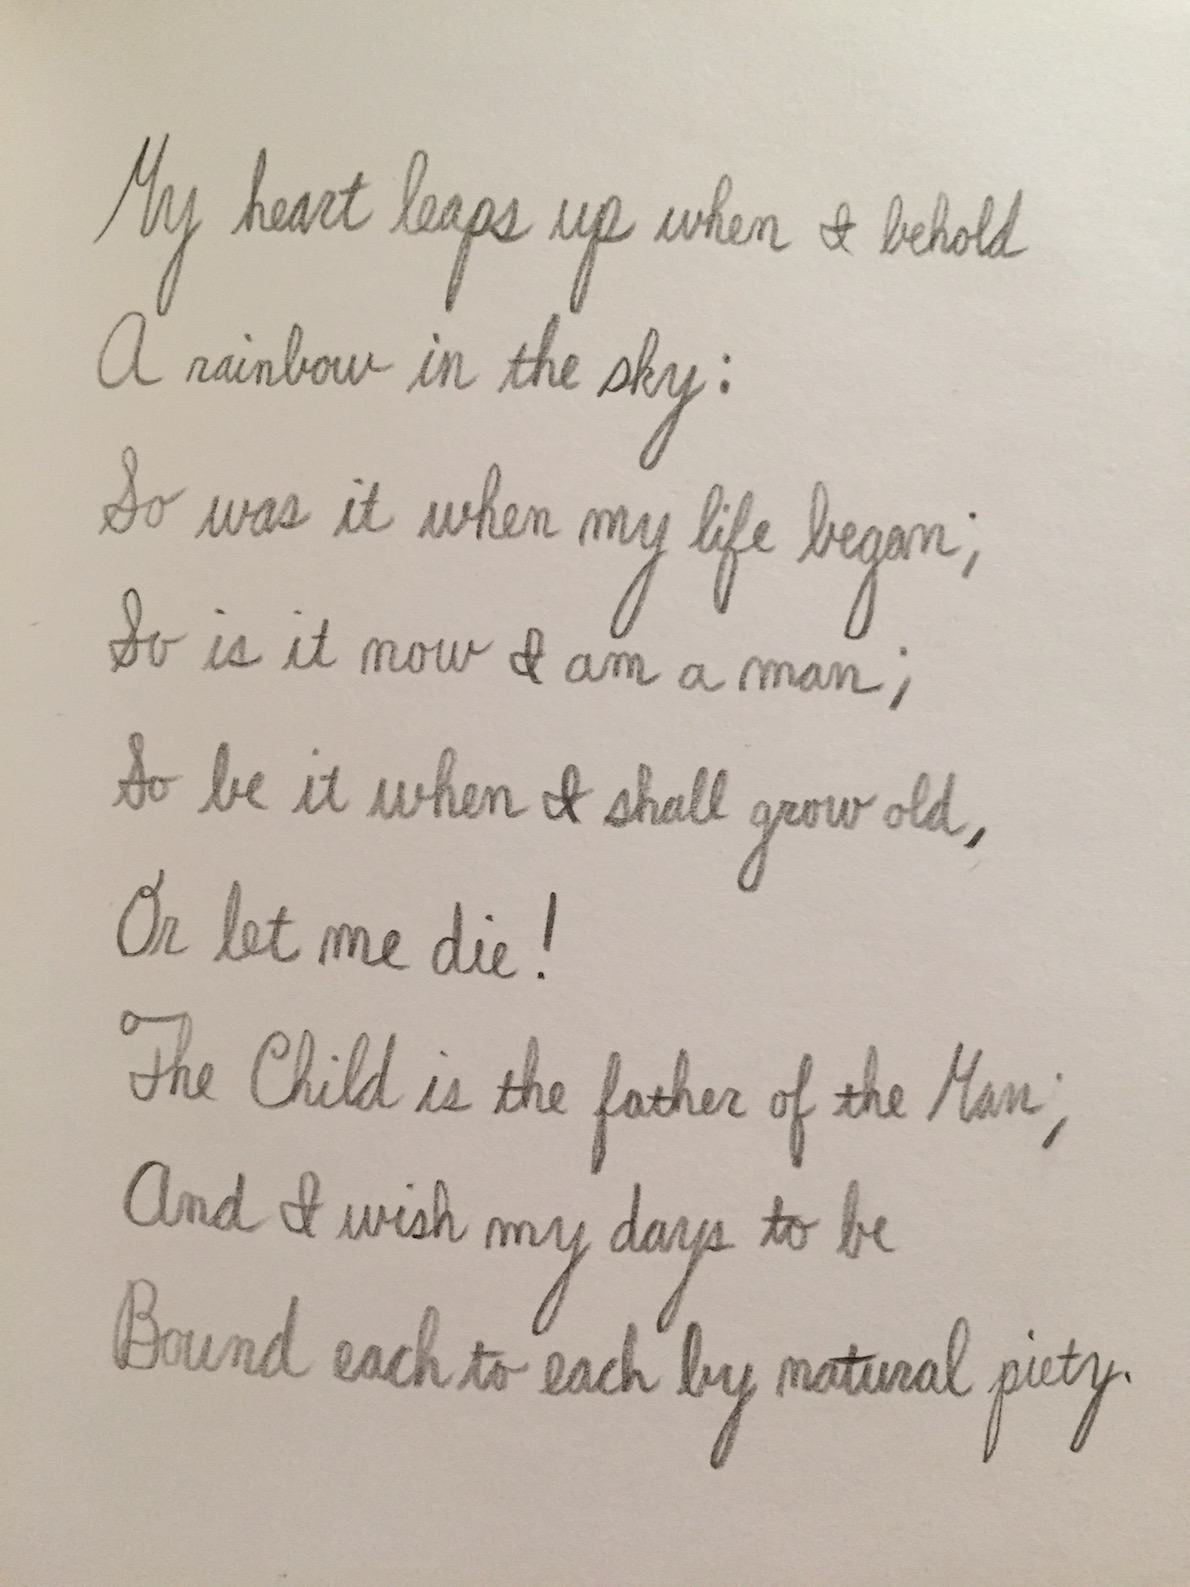 My heart leaps up when I behold
A rainbow in the sky:
So was it when my life began;
So is it now I am a man;
So be it when I shall grow old,
Or let me die!
The Child is the father of the Man;
And I wish my days to be
Bound each to each by natural piety.